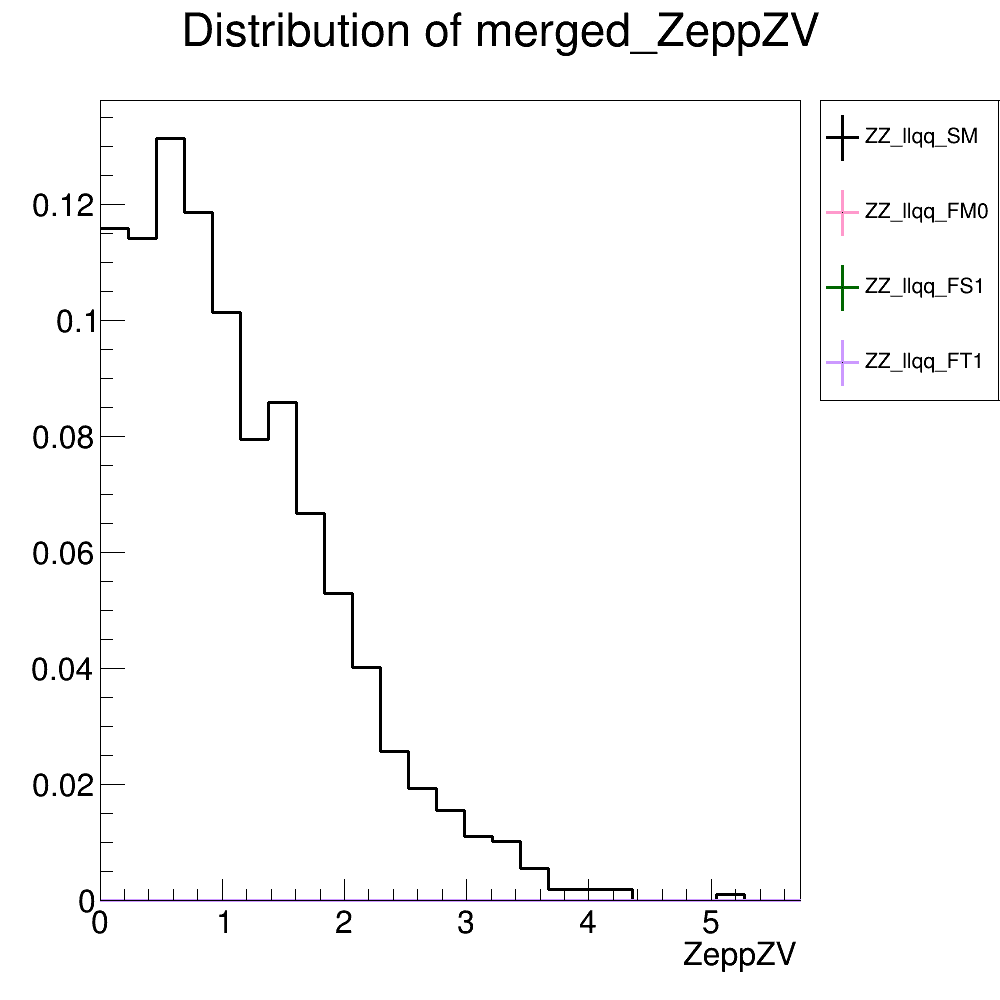 Distribution of merged_ZeppZV
0.12
0.1
0.08
0.06
0.04
0.02
0
0 1 2 3 4 5
ZeppZV
ZZ_llqq_SM
ZZ_llqq_FM0
ZZ_llqq_FS1
ZZ_llqq_FT1